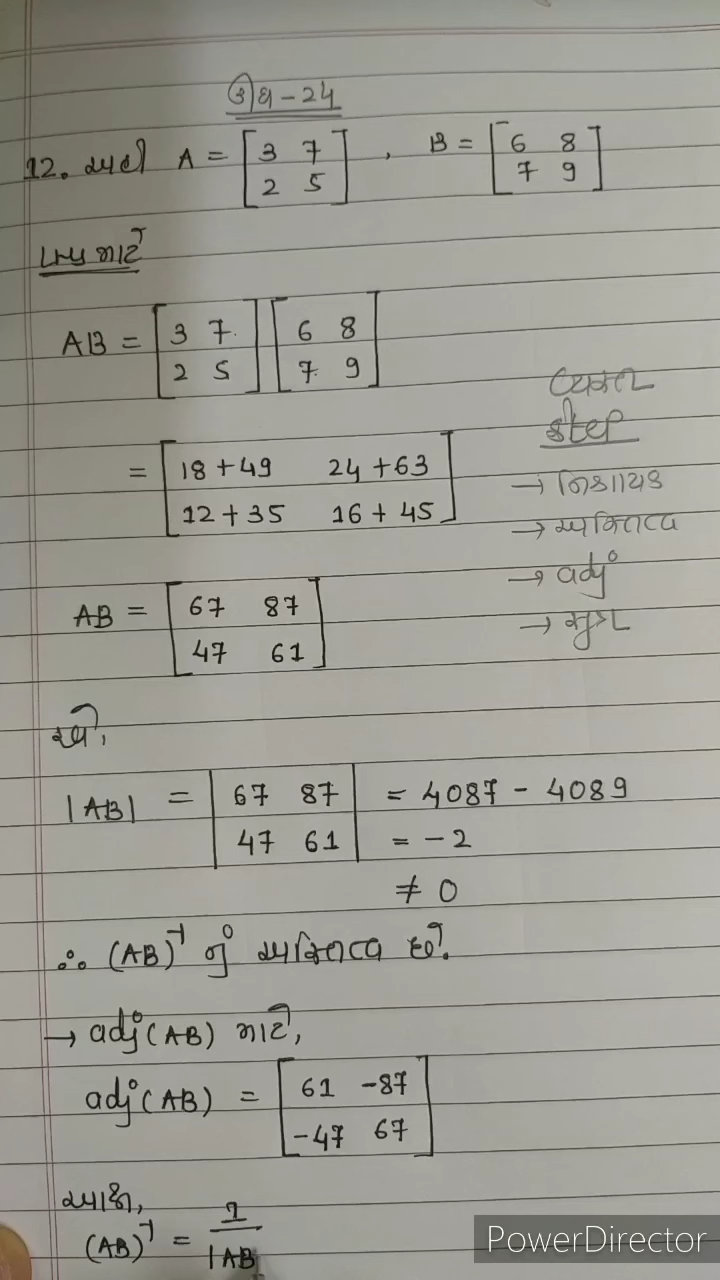 24
12. અહી A = [3 7 2 5] , B = [6 8 7 9]
માટે
AB = [3 7 2 5] [6 8 7 9]
= [18 + 49 24 + 63 12 + 35 16 + 45]
AB = [67 87 47 61]
વ્યસ્ત
step
→ નિશ્ચાયક
→ અસ્તિત્વ
→ adj
→ સૂત્ર
હવે,
|AB| = |67 87 47 61| = 4087 - 4089
= - 2
≠ 0
∴ (AB)⁻¹ નું અસ્તિત્વ છે.
→ adj (AB) માટે,
adj (AB) = [61 -87 -47 67]
(AB)⁻¹ = 1 / |AB
PowerDirector